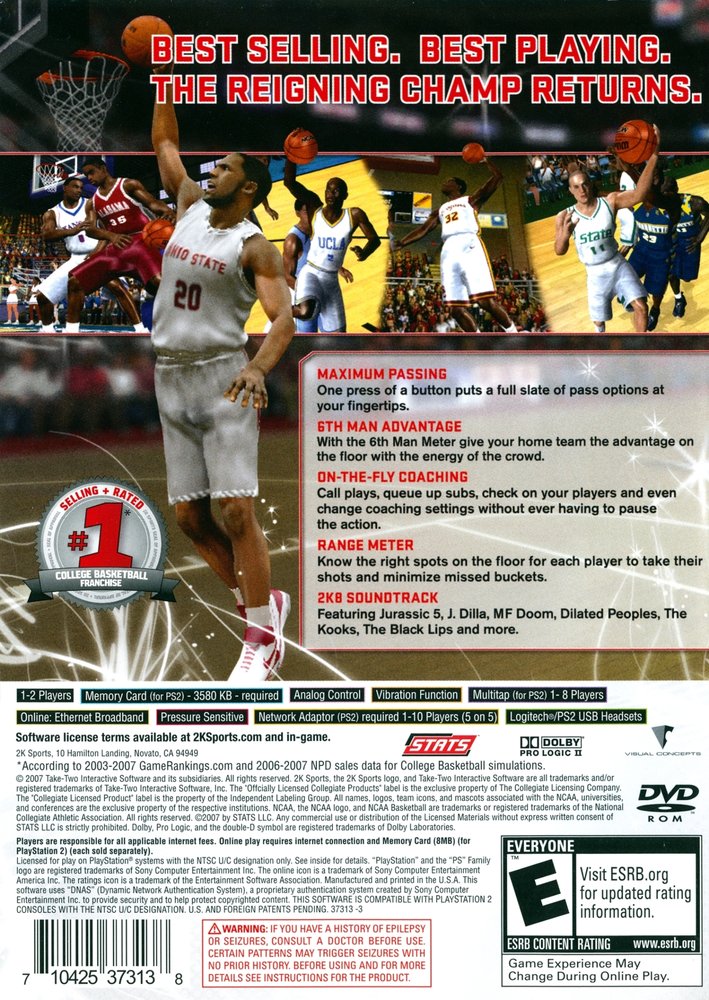 BEST SELLING. BEST PLAYING.
THE REIGNING CHAMP RETURNS.
ALABAMA
35
UCLA
32
State
11
23
OHIO STATE
20
MAXIMUM PASSING
One press of a button puts a full slate of pass options at
your fingertips.
6TH MAN ADVANTAGE
With the 6th Man Meter give your home team the advantage on
the floor with the energy of the crowd.
ON-THE-FLY COACHING
Call plays, queue up subs, check on your players and even
change coaching settings without ever having to pause
the action.
RANGE METER
Know the right spots on the floor for each player to take their
shots and minimize missed buckets.
2K8 SOUNDTRACK
Featuring Jurassic 5, J. Dilla, MF Doom, Dilated Peoples, The
Kooks, The Black Lips and more.
SELLING + RATED
#1*
COLLEGE BASKETBALL
FRANCHISE
1-2 Players
Memory Card (for PS2) - 3580 KB - required
Analog Control
Vibration Function
Multitap (for PS2) 1- 8 Players
Online: Ethernet Broadband
Pressure Sensitive
Network Adaptor (PS2) required 1-10 Players (5 on 5)
Logitech®/PS2 USB Headsets
Software license terms available at 2KSports.com and in-game.
2K Sports, 10 Hamilton Landing, Novato, CA 94949
STATS
DOLBY
PRO LOGIC II
VISUAL CONCEPTS
*According to 2003-2007 GameRankings.com and 2006-2007 NPD sales data for College Basketball simulations.
© 2007 Take-Two Interactive Software and its subsidiaries. All rights reserved. 2K Sports, the 2K Sports logo, and Take-Two Interactive Software are all trademarks and/or
registered trademarks of Take-Two Interactive Software, Inc. The "Officially Licensed Collegiate Products" label is the exclusive property of The Collegiate Licensing Company.
The "Collegiate Licensed Product" label is the property of the Independent Labeling Group. All names, logos, team icons, and mascots associated with the NCAA, universities,
and conferences are the exclusive property of the respective institutions. NCAA, the NCAA logo, and NCAA Basketball are trademarks or registered trademarks of the National
Collegiate Athletic Association. All rights reserved. ©2007 by STATS LLC. Any commercial use or distribution of the Licensed Materials without express written consent of
STATS LLC is strictly prohibited. Dolby, Pro Logic, and the double-D symbol are registered trademarks of Dolby Laboratories.
DVD
ROM
Players are responsible for all applicable internet fees. Online play requires internet connection and Memory Card (8MB) (for
PlayStation 2) (each sold separately).
Licensed for play on PlayStation® systems with the NTSC U/C designation only. See inside for details. "PlayStation" and the "PS" Family
logo are registered trademarks of Sony Computer Entertainment Inc. The online icon is a trademark of Sony Computer Entertainment
America Inc. The ratings icon is a trademark of the Entertainment Software Association. Manufactured and printed in the U.S.A. This
software uses "DNAS" (Dynamic Network Authentication System), a proprietary authentication system created by Sony Computer
Entertainment Inc. to provide security and to help protect copyrighted content. THIS SOFTWARE IS COMPATIBLE WITH PLAYSTATION 2
CONSOLES WITH THE NTSC U/C DESIGNATION. U.S. AND FOREIGN PATENTS PENDING. 37313 -3
EVERYONE
E
™
Visit ESRB.org
for updated rating
information.
ESRB CONTENT RATING www.esrb.org
Game Experience May
Change During Online Play.
7 10425 37313 8
WARNING: IF YOU HAVE A HISTORY OF EPILEPSY
OR SEIZURES, CONSULT A DOCTOR BEFORE USE.
CERTAIN PATTERNS MAY TRIGGER SEIZURES WITH
NO PRIOR HISTORY. BEFORE USING AND FOR MORE
DETAILS SEE INSTRUCTIONS FOR THE PRODUCT.